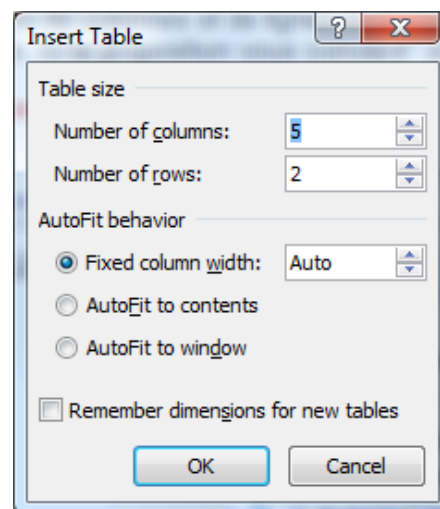 Insert Table
Table size
Number of columns: 5
Number of rows: 2
AutoFit behavior
Fixed column width: Auto
AutoFit to contents
AutoFit to window
Remember dimensions for new tables
OK Cancel